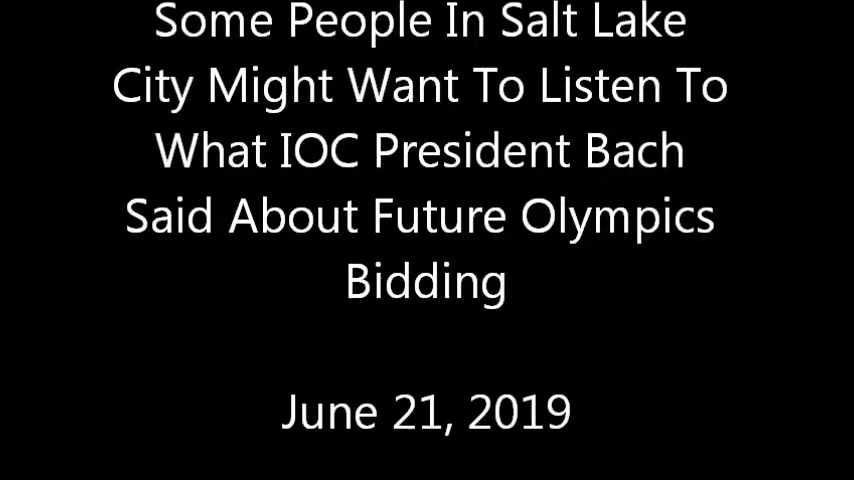 Some People In Salt Lake
City Might Want To Listen To
What IOC President Bach
Said About Future Olympics
Bidding
June 21, 2019